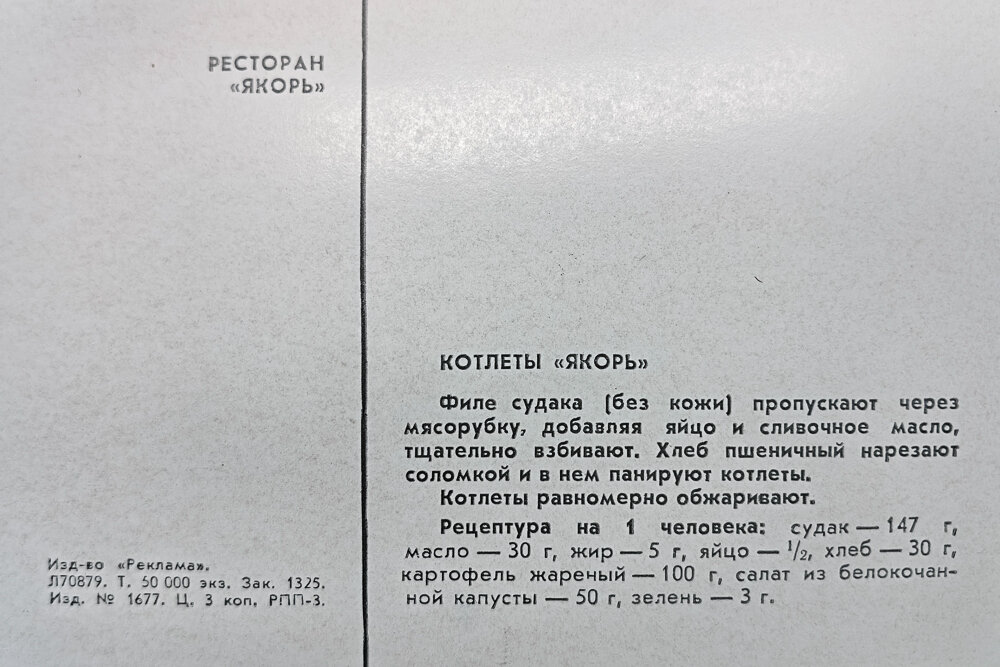 РЕСТОРАН
«ЯКОРЬ»
Изд-во «Реклама».
Л70879. Т. 50 000 экз. Зак. 1325.
Изд. № 1677. Ц. 3 коп. РПП-3.
КОТЛЕТЫ «ЯКОРЬ»
Филе судака (без кожи) пропускают через
мясорубку, добавляя яйцо и сливочное масло,
тщательно взбивают. Хлеб пшеничный нарезают
соломкой и в нем панируют котлеты.
Котлеты равномерно обжаривают.
Рецептура на 1 человека: судак — 147 г,
масло — 30 г, жир — 5 г, яйцо — 1/2, хлеб — 30 г,
картофель жареный — 100 г, салат из белокочан-
ной капусты — 50 г, зелень — 3 г.